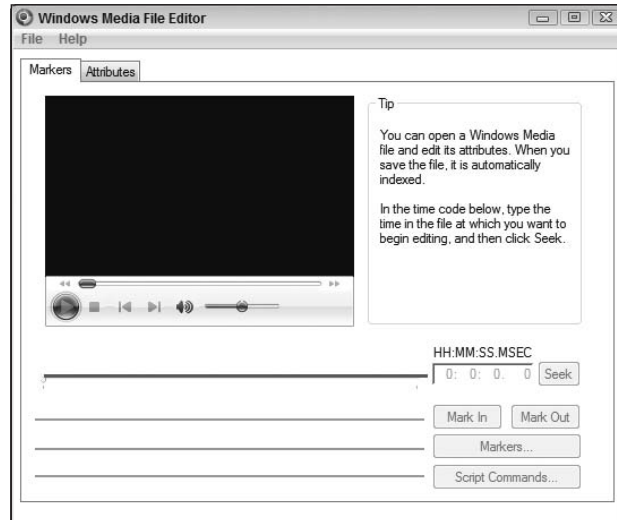 Windows Media File Editor
File Help
Markers Attributes
Tip
You can open a Windows Media
file and edit its attributes. When you
save the file, it is automatically
indexed.
In the time code below, type the
time in the file at which you want to
begin editing, and then click Seek.
HH:MM:SS.MSEC
0: 0: 0. 0 Seek
Mark In Mark Out
Markers...
Script Commands...